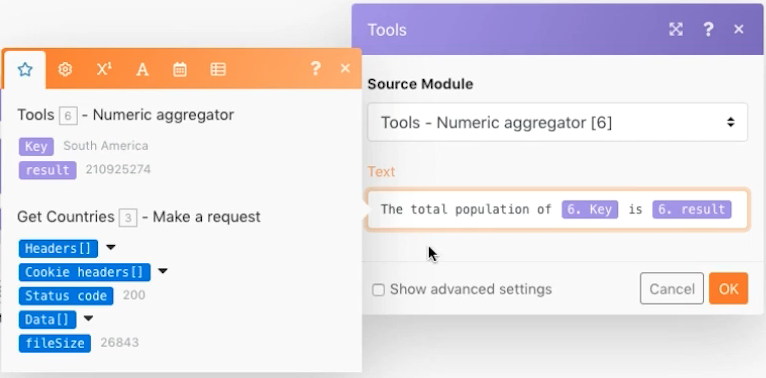 Tools
? ×
X¹ A ? ×
Source Module
Tools - Numeric aggregator [6]
Text
The total population of 6. Key is 6. result
Show advanced settings
Cancel OK
Tools 6 - Numeric aggregator
Key South America
result 210925274
Get Countries 3 - Make a request
Headers[]
Cookie headers[]
Status code 200
Data[]
fileSize 26843